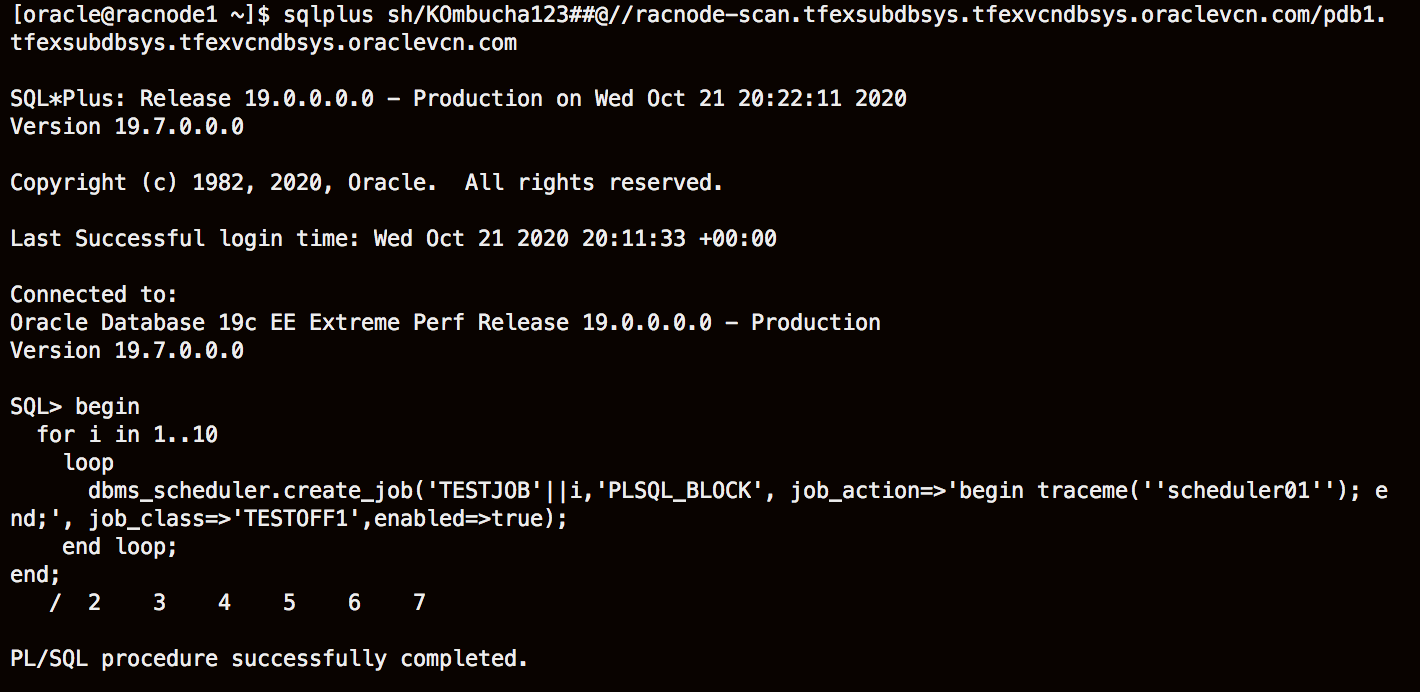 [oracle@racnode1 ~]$ sqlplus sh/KOmbucha123##@//racnode-scan.tfexsubdbsys.tfexvcndbsys.oraclevcn.com/pdb1.
tfexsubdbsys.tfexvcndbsys.oraclevcn.com

SQL*Plus: Release 19.0.0.0.0 – Production on Wed Oct 21 20:22:11 2020
Version 19.7.0.0.0

Copyright (c) 1982, 2020, Oracle.  All rights reserved.

Last Successful login time: Wed Oct 21 2020 20:11:33 +00:00

Connected to:
Oracle Database 19c EE Extreme Perf Release 19.0.0.0.0 – Production
Version 19.7.0.0.0

SQL> begin
  for i in 1..10
    loop
      dbms_scheduler.create_job('TESTJOB'||i,'PLSQL_BLOCK', job_action=>'begin traceme(''scheduler01''); e
nd;', job_class=>'TESTOFF1',enabled=>true);
    end loop;
end;
   /  2    3    4    5    6    7

PL/SQL procedure successfully completed.